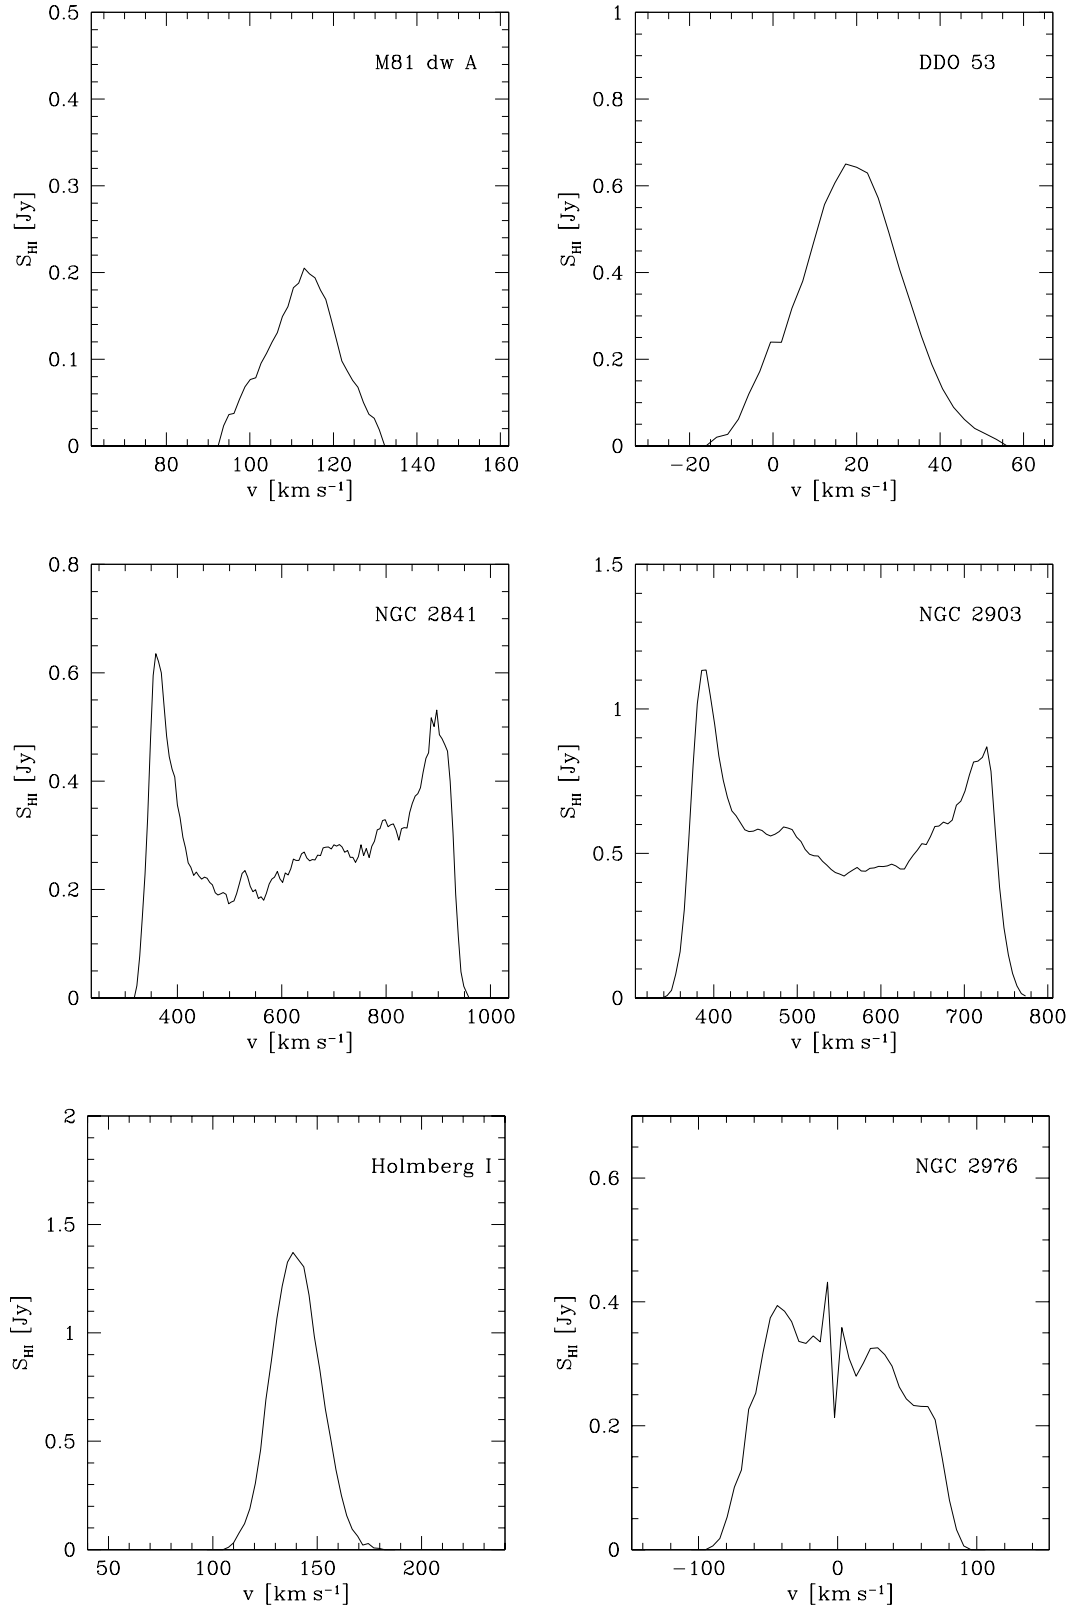 M81 dw A
0.5
0.4
0.3
0.2
0.1
0
S_HI [Jy]
80 100 120 140 160
v [km s⁻¹]
DDO 53
1
0.8
0.6
0.4
0.2
0
S_HI [Jy]
−20 0 20 40 60
v [km s⁻¹]
NGC 2841
0.8
0.6
0.4
0.2
0
S_HI [Jy]
400 600 800 1000
v [km s⁻¹]
NGC 2903
1.5
1
0.5
0
S_HI [Jy]
400 500 600 700 800
v [km s⁻¹]
Holmberg I
2
1.5
1
0.5
0
S_HI [Jy]
50 100 150 200
v [km s⁻¹]
NGC 2976
0.6
0.4
0.2
0
S_HI [Jy]
−100 0 100
v [km s⁻¹]